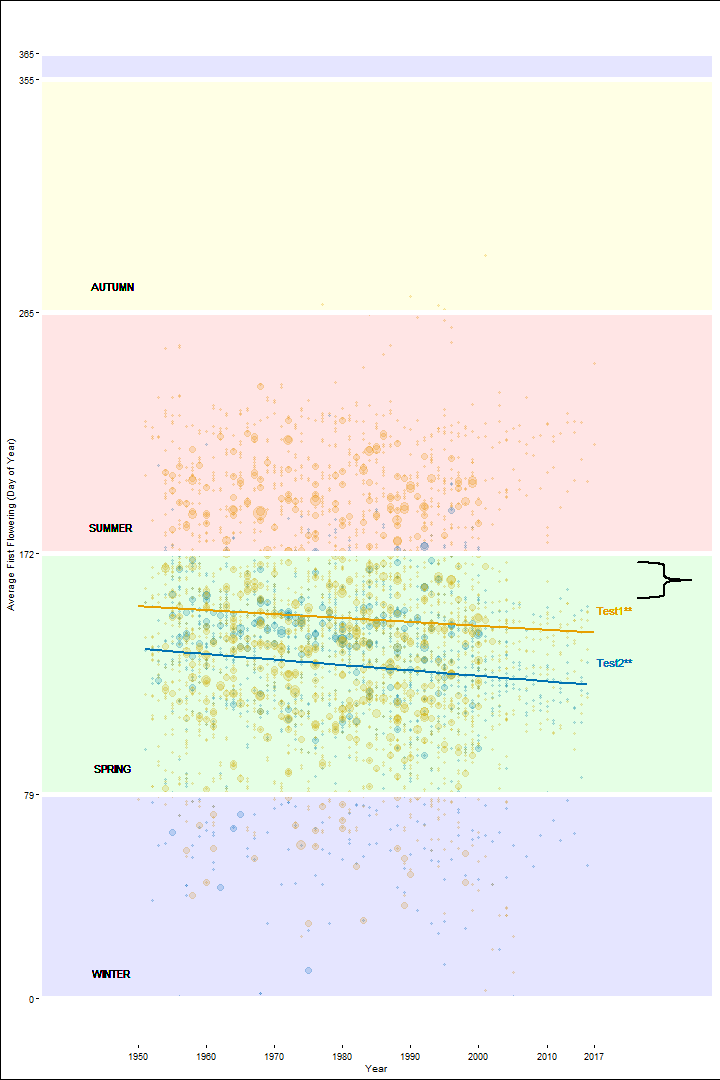 365
355
AUTUMN
265
SUMMER
172
Test1**
Test2**
SPRING
79
WINTER
0
Average First Flowering (Day of Year)
1950 1960 1970 1980 1990 2000 2010 2017
Year